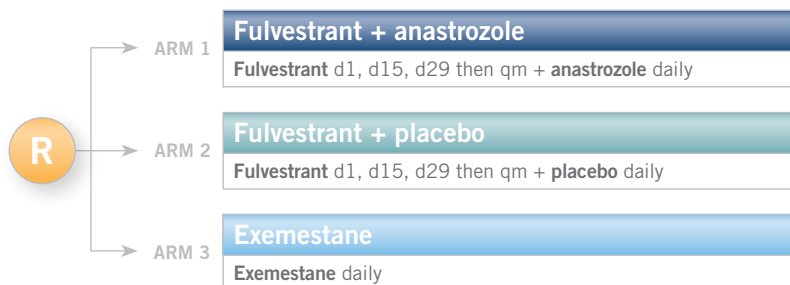 Fulvestrant + anastrozole
ARM 1
Fulvestrant d1, d15, d29 then qm + anastrozole daily
Fulvestrant + placebo
R
ARM 2
Fulvestrant d1, d15, d29 then qm + placebo daily
Exemestane
ARM 3
Exemestane daily